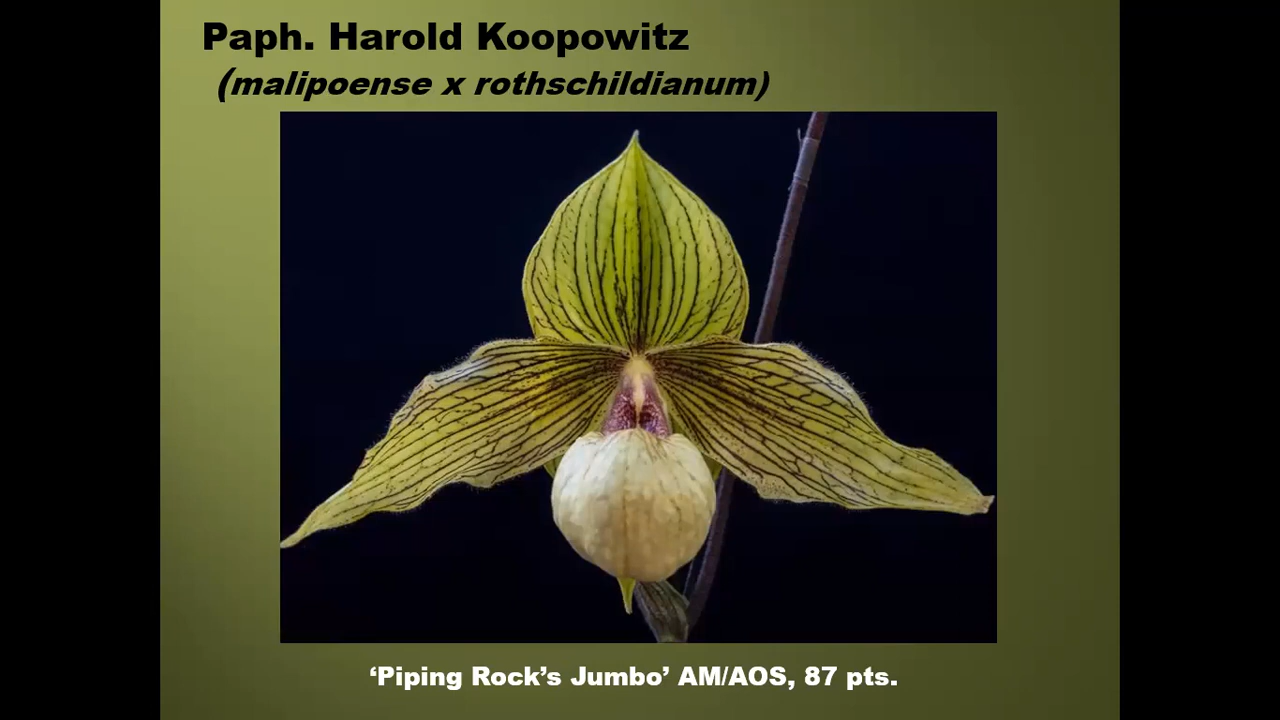 Paph. Harold Koopowitz
(malipoense x rothschildianum)
‘Piping Rock’s Jumbo’ AM/AOS, 87 pts.